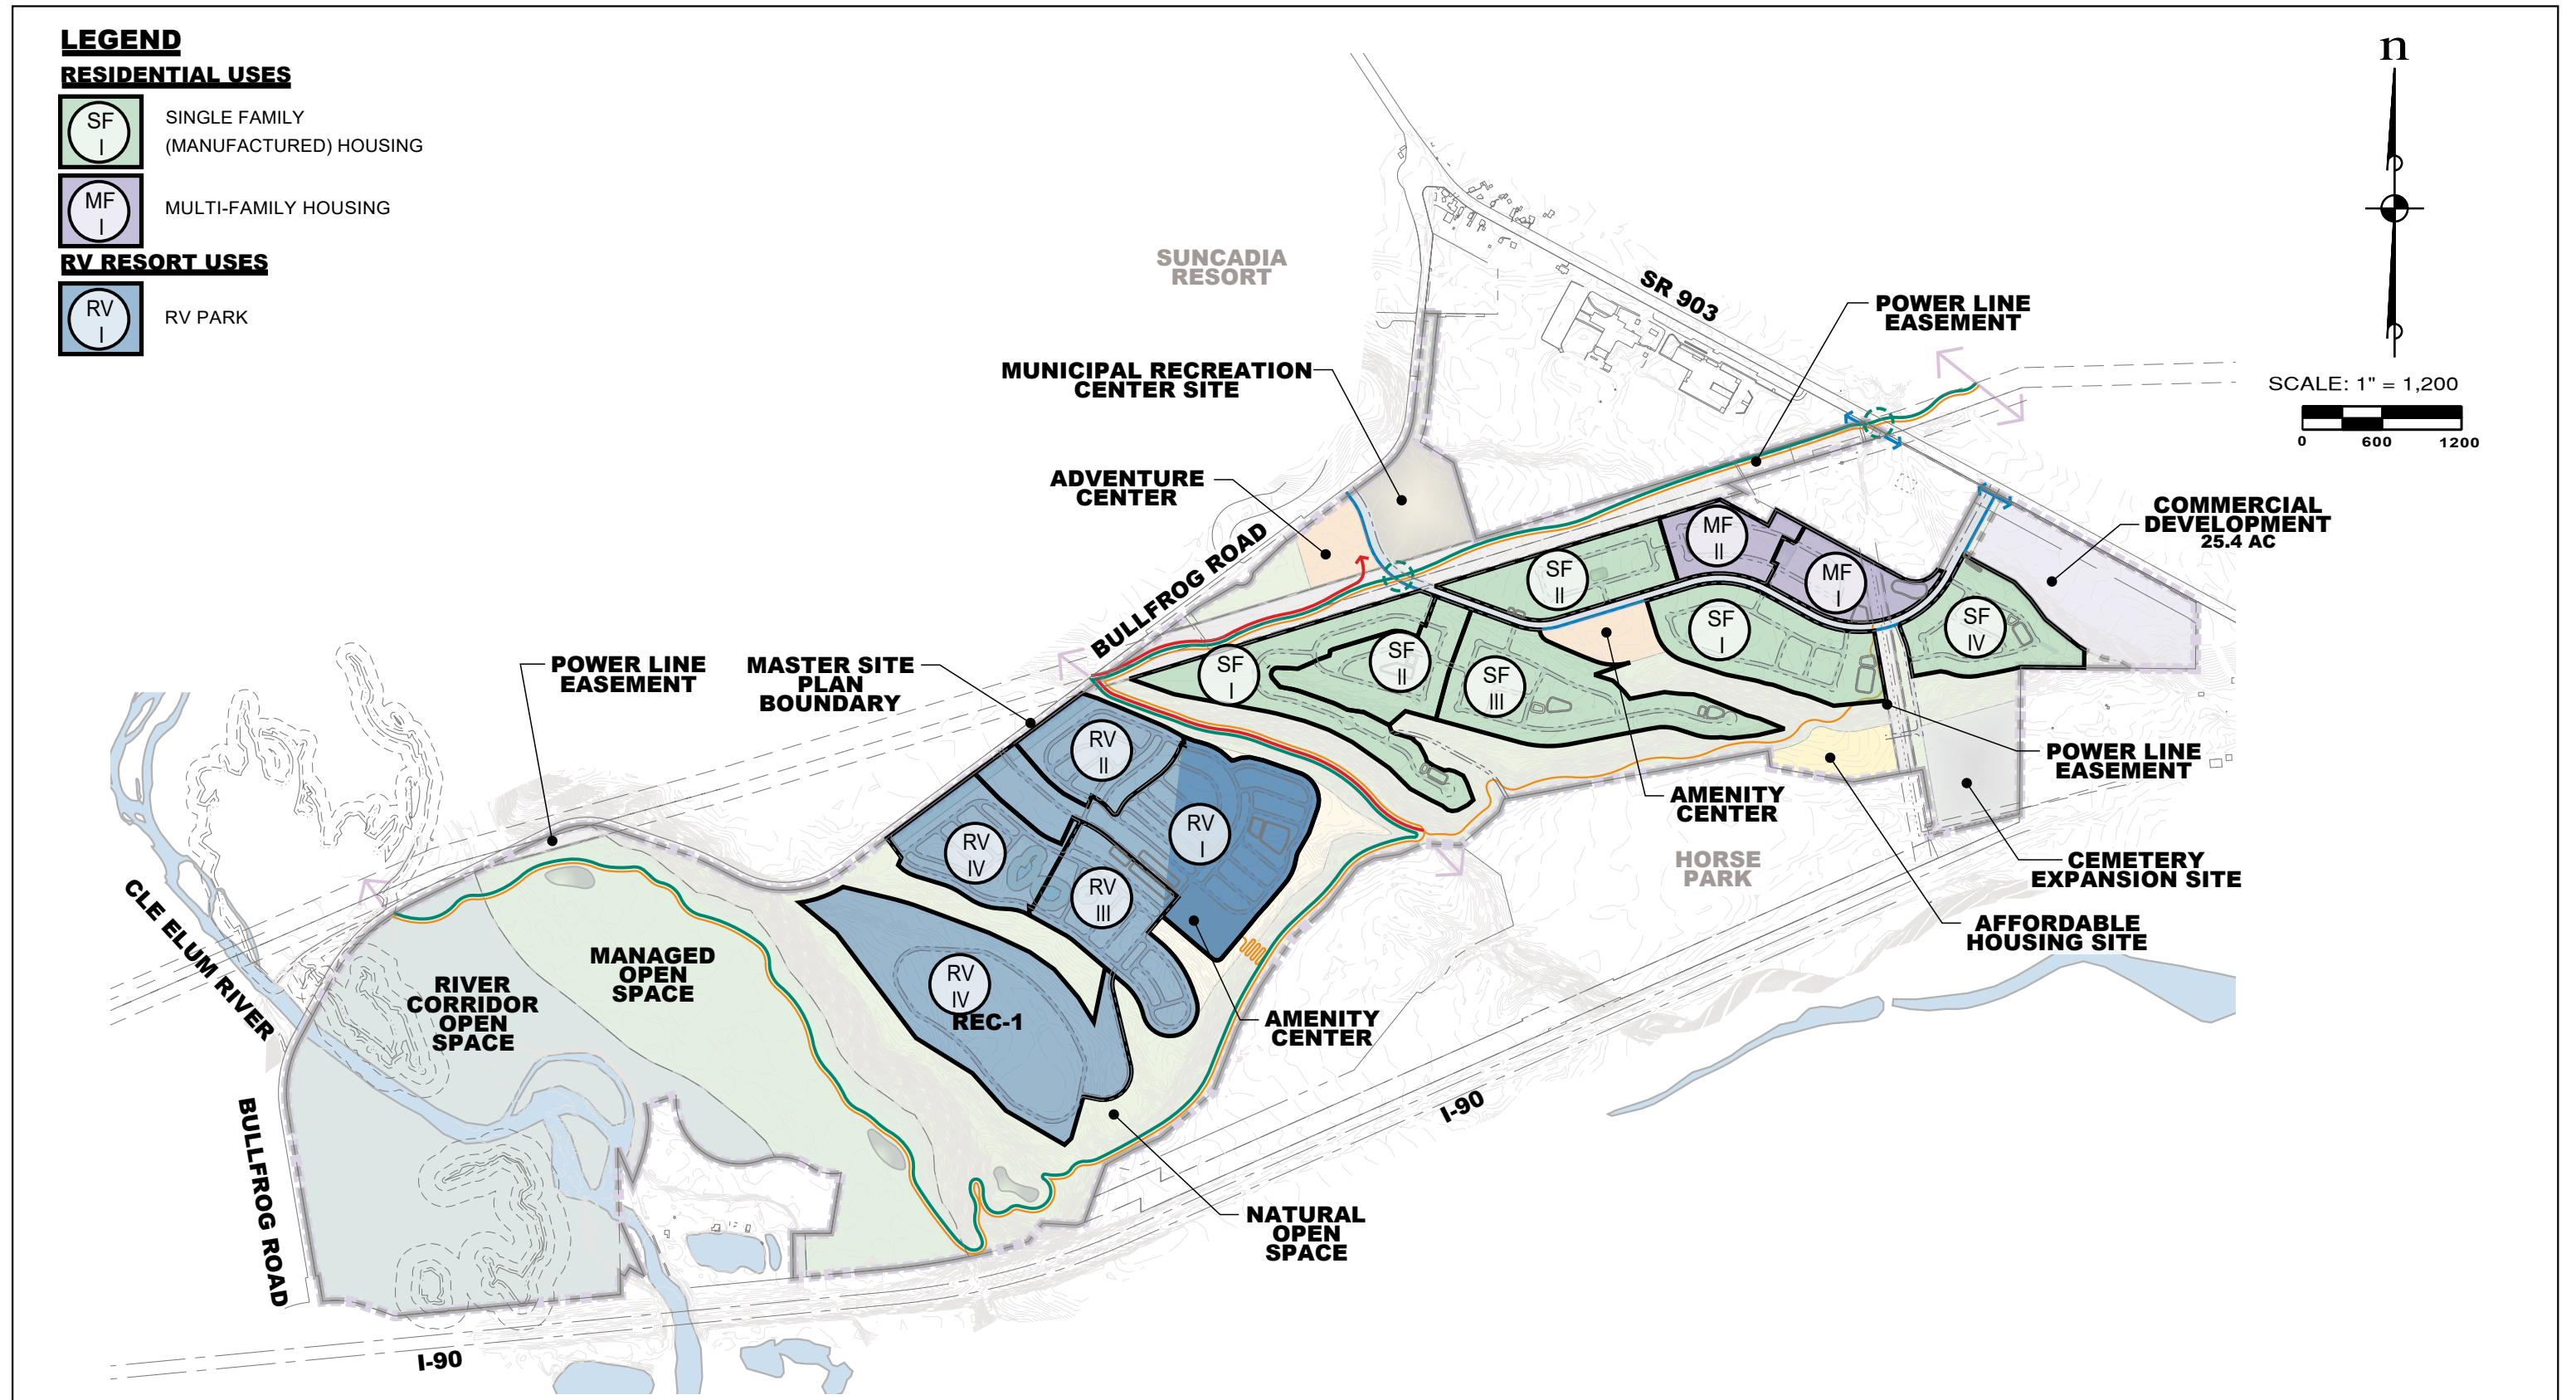 LEGEND
RESIDENTIAL USES
SF
I
SINGLE FAMILY
(MANUFACTURED) HOUSING
MF
I
MULTI-FAMILY HOUSING
RV RESORT USES
RV
I
RV PARK
n
SCALE: 1" = 1,200
0 600 1200
SUNCADIA
RESORT
SR 903
POWER LINE
EASEMENT
MUNICIPAL RECREATION
CENTER SITE
ADVENTURE
CENTER
BULLFROG ROAD
COMMERCIAL
DEVELOPMENT
25.4 AC
MF
II
MF
I
SF
II
SF
I
SF
IV
SF
I
SF
II
SF
III
POWER LINE
EASEMENT
MASTER SITE
PLAN
BOUNDARY
RV
II
RV
I
RV
IV
RV
III
RV
IV
REC-1
POWER LINE
EASEMENT
AMENITY
CENTER
HORSE
PARK
CEMETERY
EXPANSION SITE
AFFORDABLE
HOUSING SITE
CLE ELUM RIVER
MANAGED
OPEN
SPACE
RIVER
CORRIDOR
OPEN
SPACE
AMENITY
CENTER
I-90
BULLFROG ROAD
NATURAL
OPEN
SPACE
I-90